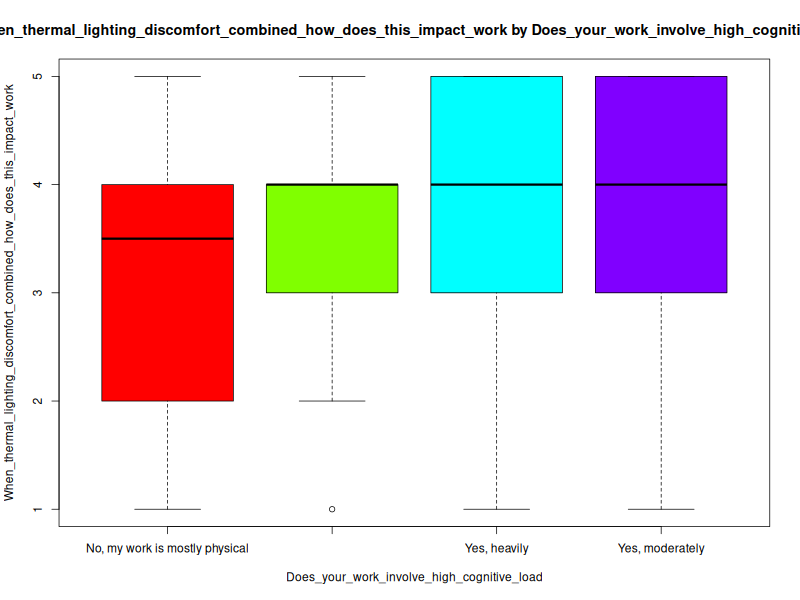 en_thermal_lighting_discomfort_combined_how_does_this_impact_work by Does_your_work_involve_high_cogniti
When_thermal_lighting_discomfort_combined_how_does_this_impact_work
5
4
3
2
1
No, my work is mostly physical
Yes, heavily
Yes, moderately
Does_your_work_involve_high_cognitive_load